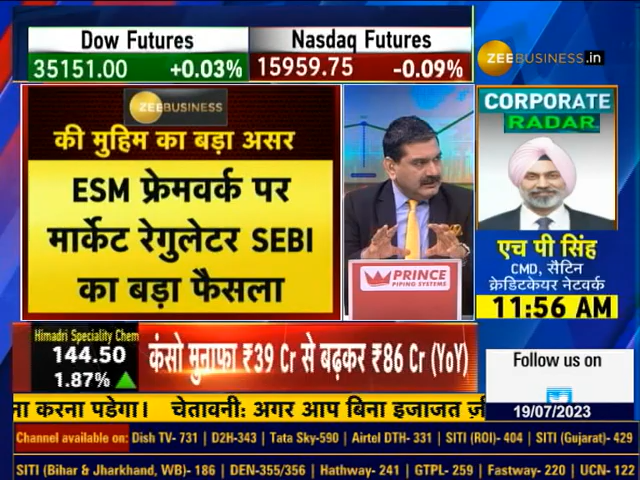 Dow Futures
35151.00 +0.03%
Nasdaq Futures
15959.75 -0.09%
ZEEBUSINESS.in
ZEEBUSINESS
की मुहिम का बड़ा असर
ESM फ्रेमवर्क पर
मार्केट रेगुलेटर SEBI
का बड़ा फैसला
PRINCE
PIPING SYSTEMS
CORPORATE
RADAR
एच पी सिंह
CMD, सैटिन
क्रेडिटकेयर नेटवर्क
11:56 AM
Himadri Speciality Chem
144.50
1.87%
कंसो मुनाफा ₹39 Cr से बढ़कर ₹86 Cr (YoY)
Follow us on
ना करना पड़ेगा। चेतावनी: अगर आप बिना इजाजत ज़ी
19/07/2023
Channel available on: Dish TV- 731 | D2H-343 | Tata Sky-590 | Airtel DTH- 331 | SITI (ROI)- 404 | SITI (Gujarat)- 429
SITI (Bihar & Jharkhand, WB)- 186 | DEN-355/356 | Hathway- 241 | GTPL- 259 | Fastway- 220 | UCN- 122